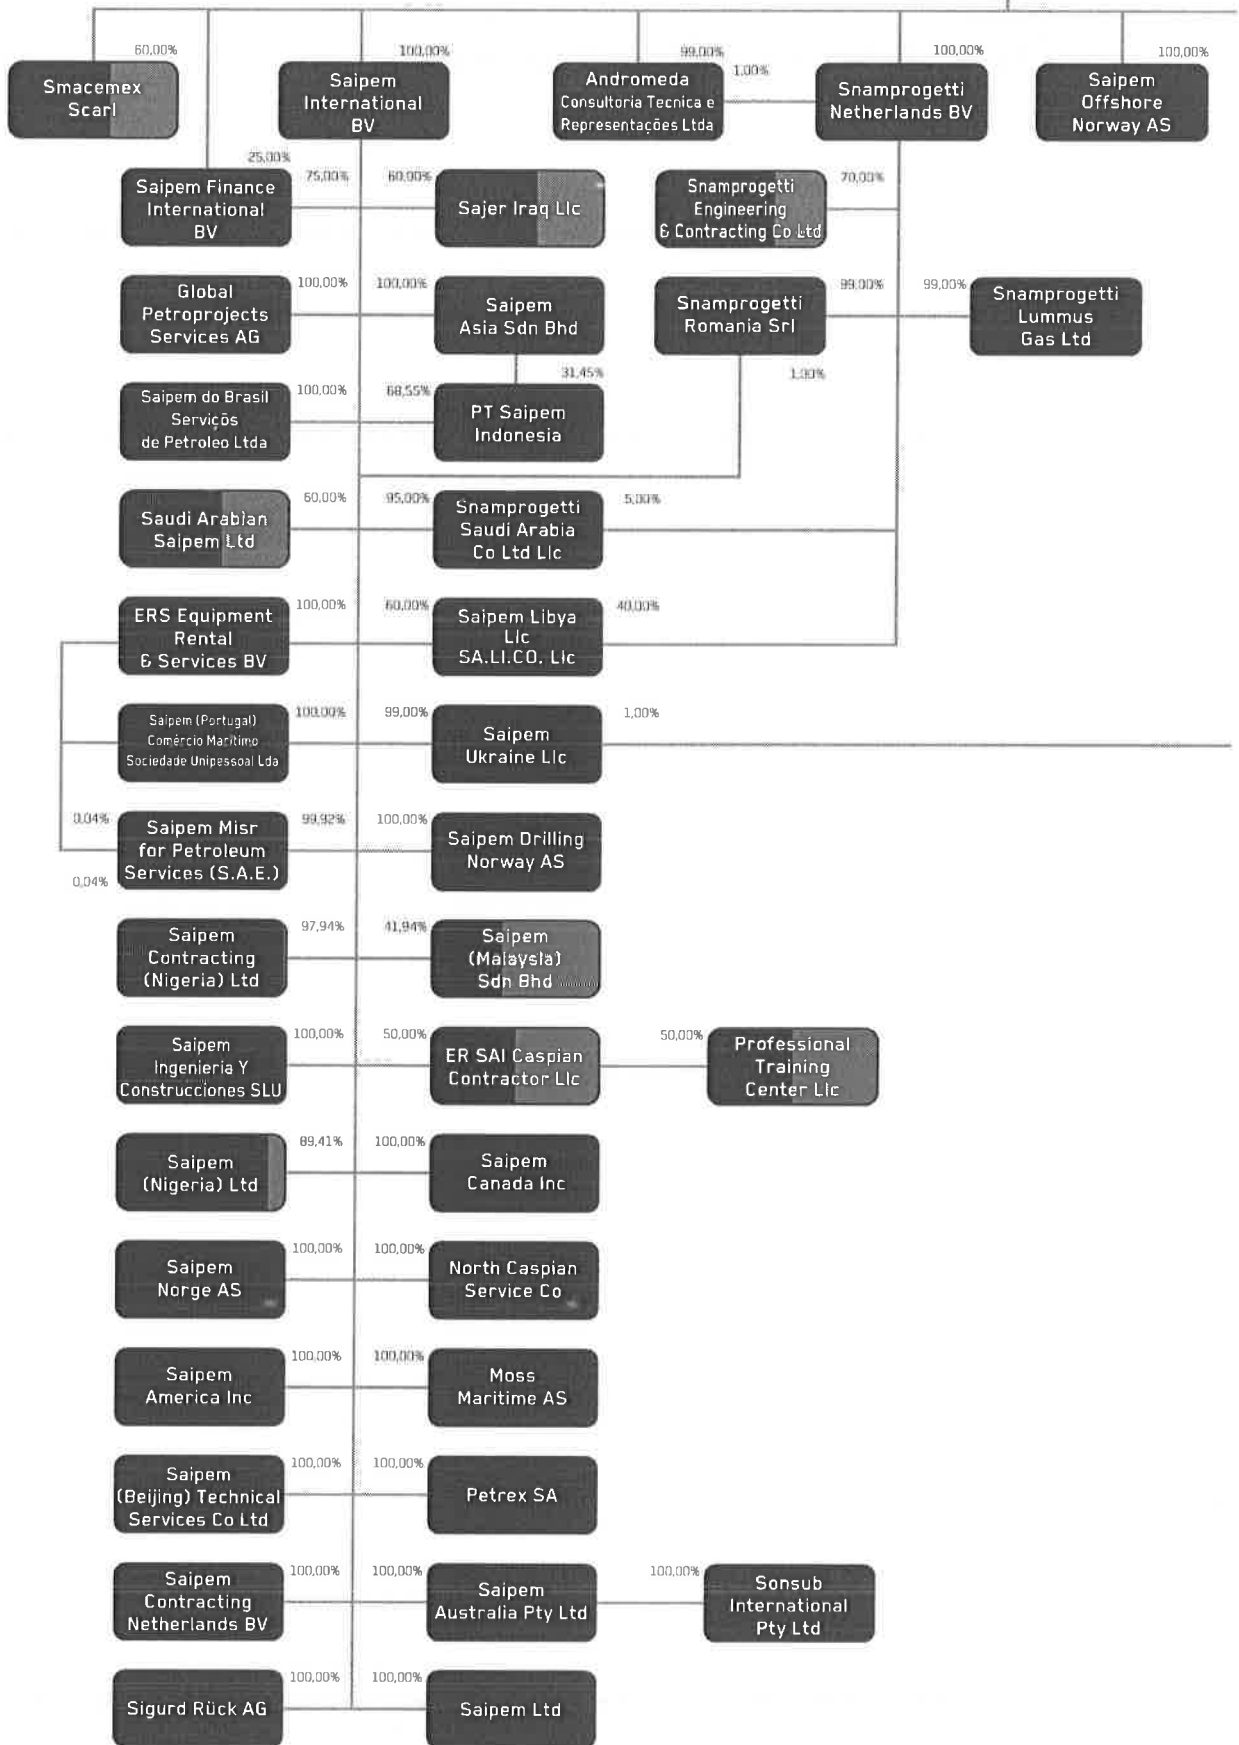 60,00%
100,00%
99,00%
1,00%
100,00%
100,00%
Smacemex
Scarl
Saipem
International
BV
Andromeda
Consultoria Tecnica e
Representações Ltda
Snamprogetti
Netherlands BV
Saipem
Offshore
Norway AS
25,00%
75,00%
60,00%
70,00%
Saipem Finance
International
BV
Sajer Iraq Llc
Snamprogetti
Engineering
& Contracting Co Ltd
100,00%
100,00%
99,00%
99,00%
Global
Petroprojects
Services AG
Saipem
Asia Sdn Bhd
Snamprogetti
Romania Srl
Snamprogetti
Lummus
Gas Ltd
31,45%
1,00%
100,00%
68,55%
Saipem do Brasil
Serviçõs
de Petroleo Ltda
PT Saipem
Indonesia
60,00%
95,00%
5,00%
Saudi Arabian
Saipem Ltd
Snamprogetti
Saudi Arabia
Co Ltd Llc
100,00%
60,00%
40,00%
ERS Equipment
Rental
& Services BV
Saipem Libya
Llc
SA.LI.CO. Llc
100,00%
99,00%
1,00%
Saipem (Portugal)
Comércio Marítimo
Sociedade Unipessoal Lda
Saipem
Ukraine Llc
0,04%
99,92%
100,00%
0,04%
Saipem Misr
for Petroleum
Services (S.A.E.)
Saipem Drilling
Norway AS
97,94%
41,94%
Saipem
Contracting
(Nigeria) Ltd
Saipem
(Malaysia)
Sdn Bhd
100,00%
50,00%
50,00%
Saipem
Ingenieria Y
Construcciones SLU
ER SAI Caspian
Contractor Llc
Professional
Training
Center Llc
89,41%
100,00%
Saipem
(Nigeria) Ltd
Saipem
Canada Inc
100,00%
100,00%
Saipem
Norge AS
North Caspian
Service Co
100,00%
100,00%
Saipem
America Inc
Moss
Maritime AS
100,00%
100,00%
Saipem
(Beijing) Technical
Services Co Ltd
Petrex SA
100,00%
100,00%
100,00%
Saipem
Contracting
Netherlands BV
Saipem
Australia Pty Ltd
Sonsub
International
Pty Ltd
100,00%
100,00%
Sigurd Rück AG
Saipem Ltd